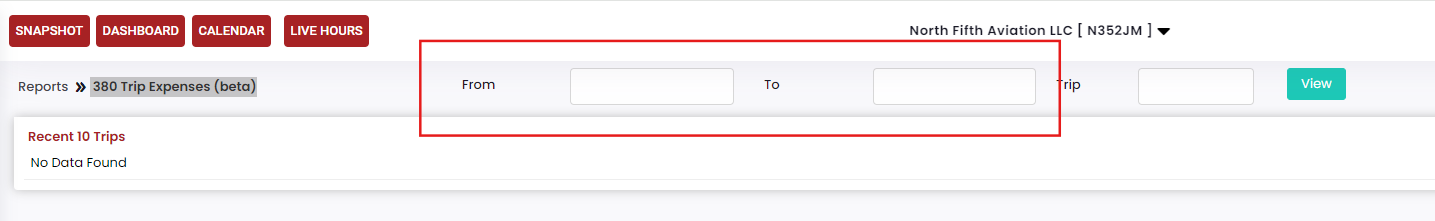 SNAPSHOT DASHBOARD CALENDAR LIVE HOURS North Fifth Aviation LLC [ N352JM ]
Reports » 380 Trip Expenses (beta) From To Trip View
Recent 10 Trips
No Data Found